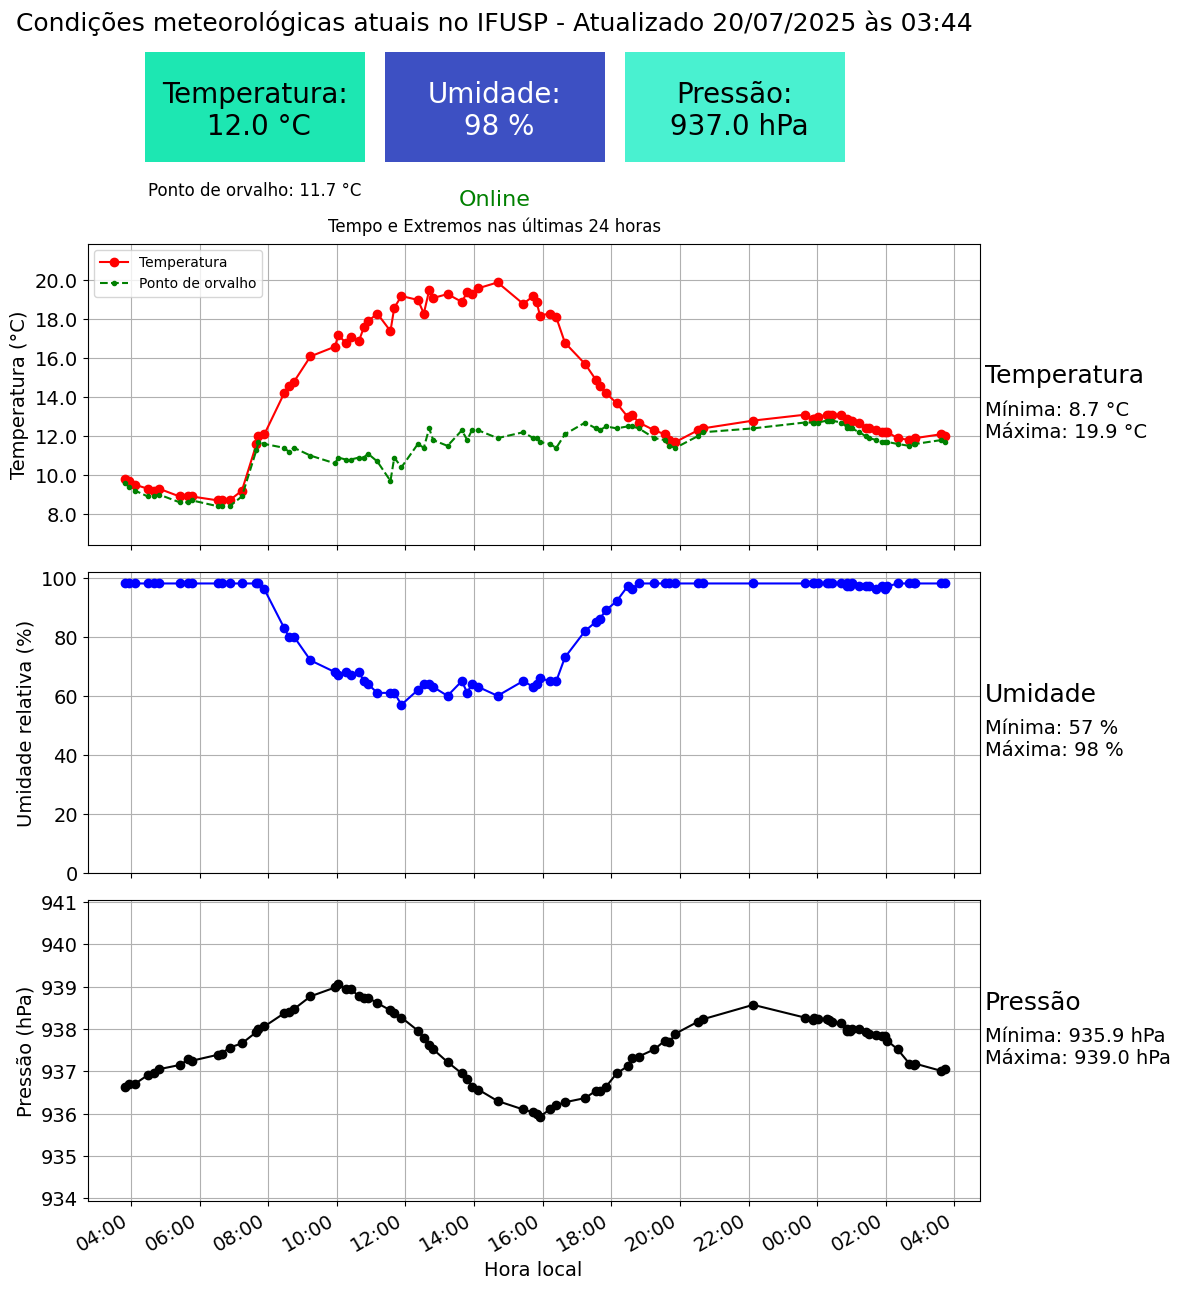 Condições meteorológicas atuais no IFUSP - Atualizado 20/07/2025 às 03:44
Temperatura:
12.0 °C
Umidade:
98 %
Pressão:
937.0 hPa
Ponto de orvalho: 11.7 °C
Online
Tempo e Extremos nas últimas 24 horas
Temperatura
Ponto de orvalho
Temperatura (°C)
20.0
18.0
16.0
14.0
12.0
10.0
8.0
Temperatura
Mínima: 8.7 °C
Máxima: 19.9 °C
Umidade relativa (%)
100
80
60
40
20
0
Umidade
Mínima: 57 %
Máxima: 98 %
Pressão (hPa)
941
940
939
938
937
936
935
934
Pressão
Mínima: 935.9 hPa
Máxima: 939.0 hPa
04:00
06:00
08:00
10:00
12:00
14:00
16:00
18:00
20:00
22:00
00:00
02:00
04:00
Hora local